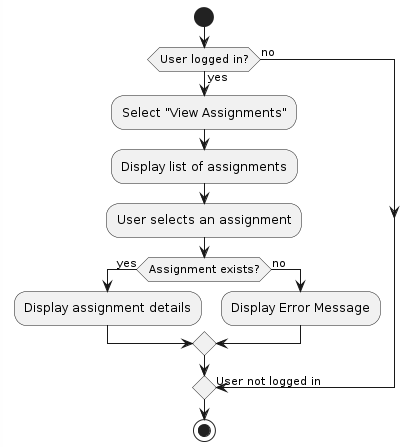 User logged in?
no
yes
Select "View Assignments"
Display list of assignments
User selects an assignment
yes
Assignment exists?
no
Display assignment details
Display Error Message
User not logged in